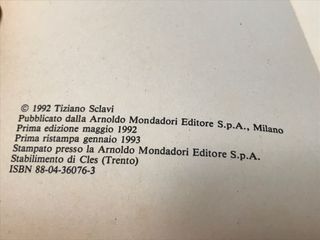 © 1992 Tiziano Sclavi
Pubblicato dalla Arnoldo Mondadori Editore S.p.A., Milano
Prima edizione maggio 1992
Prima ristampa gennaio 1993
Stampato presso la Arnoldo Mondadori Editore S.p.A.
Stabilimento di Cles (Trento)
ISBN 88-04-36076-3